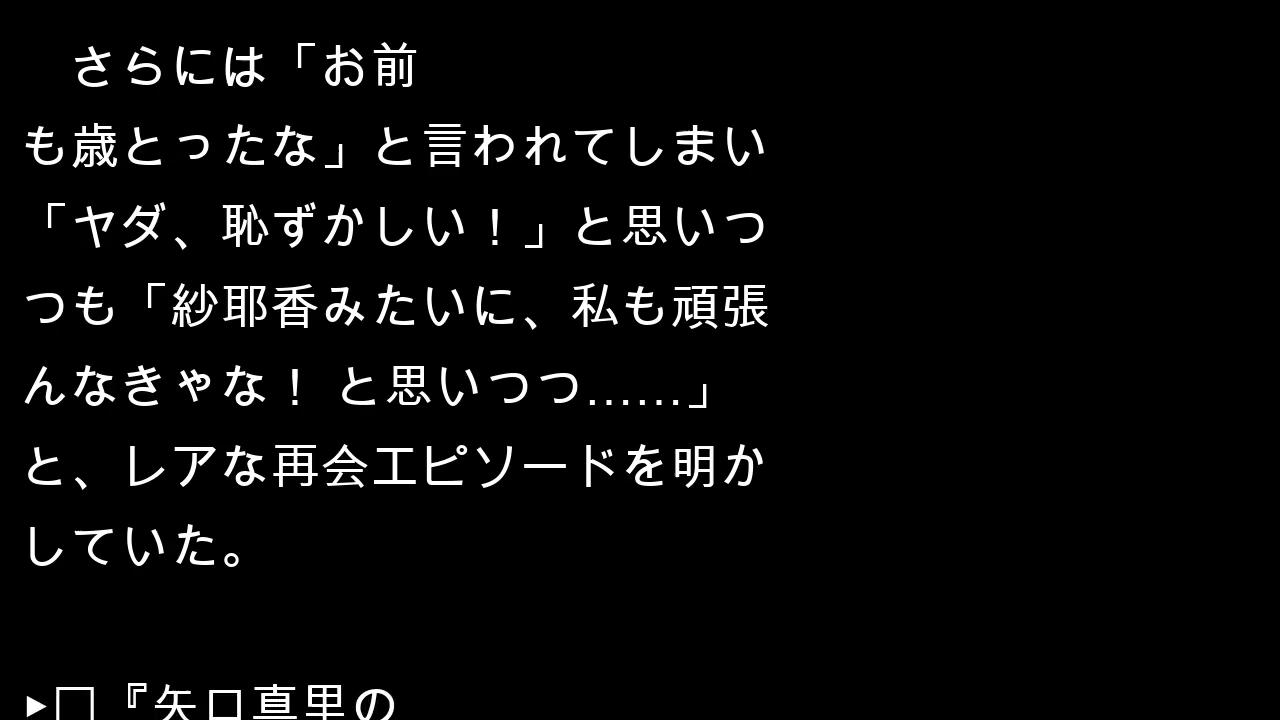 さらには「お前
も歳とったな」と言われてしまい
「ヤダ、恥ずかしい！」と思いつ
つも「紗耶香みたいに、私も頑張
んなきゃな！ と思いつつ……」
と、レアな再会エピソードを明か
していた。
▶□『矢口真里の